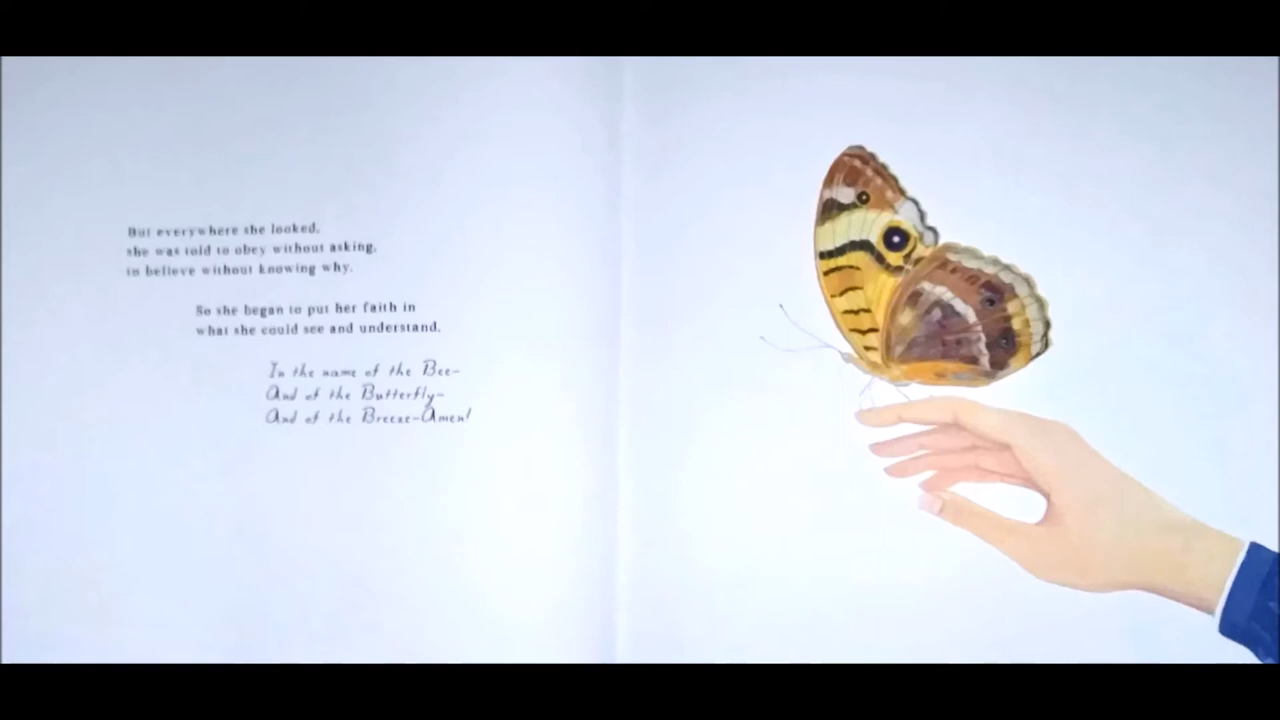 But everywhere she looked,
she was told to obey without asking,
to believe without knowing why.
So she began to put her faith in
what she could see and understand.
In the name of the Bee-
And of the Butterfly-
And of the Breeze-Amen!